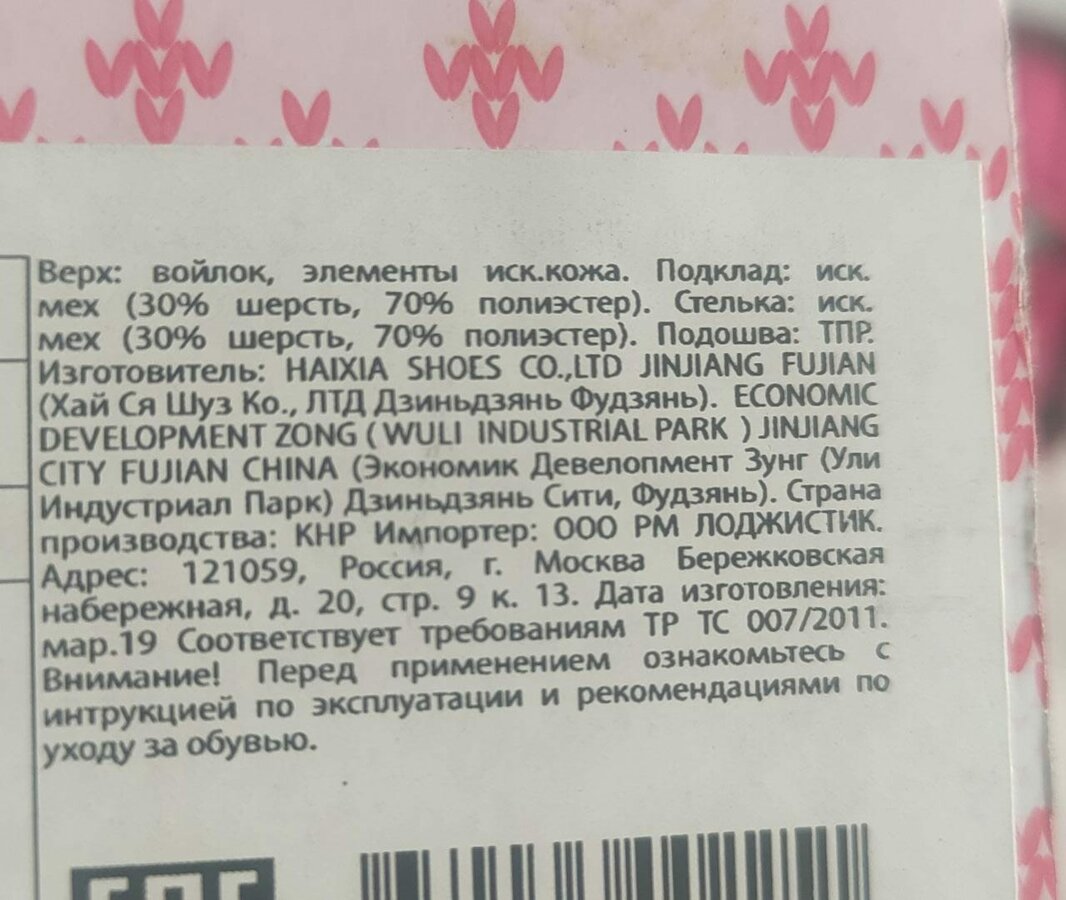 Верх: войлок, элементы иск.кожа. Подклад: иск.
мех (30% шерсть, 70% полиэстер). Стелька: иск.
мех (30% шерсть, 70% полиэстер). Подошва: ТПР.
Изготовитель: HAIXIA SHOES CO.,LTD JINJIANG FUJIAN
(Хай Ся Шуз Ко., ЛТД Дзиньдзянь Фудзянь). ECONOMIC
DEVELOPMENT ZONG ( WULI INDUSTRIAL PARK ) JINJIANG
CITY FUJIAN CHINA (Экономик Девелопмент Зунг (Ули
Индустриал Парк) Дзиньдзянь Сити, Фудзянь). Страна
производства: КНР Импортер: ООО РМ ЛОДЖИСТИК.
Адрес: 121059, Россия, г. Москва Бережковская
набережная, д. 20, стр. 9 к. 13. Дата изготовления:
мар.19 Соответствует требованиям ТР ТС 007/2011.
Внимание! Перед применением ознакомьтесь с
интрукцией по эксплуатации и рекомендациями по
уходу за обувью.